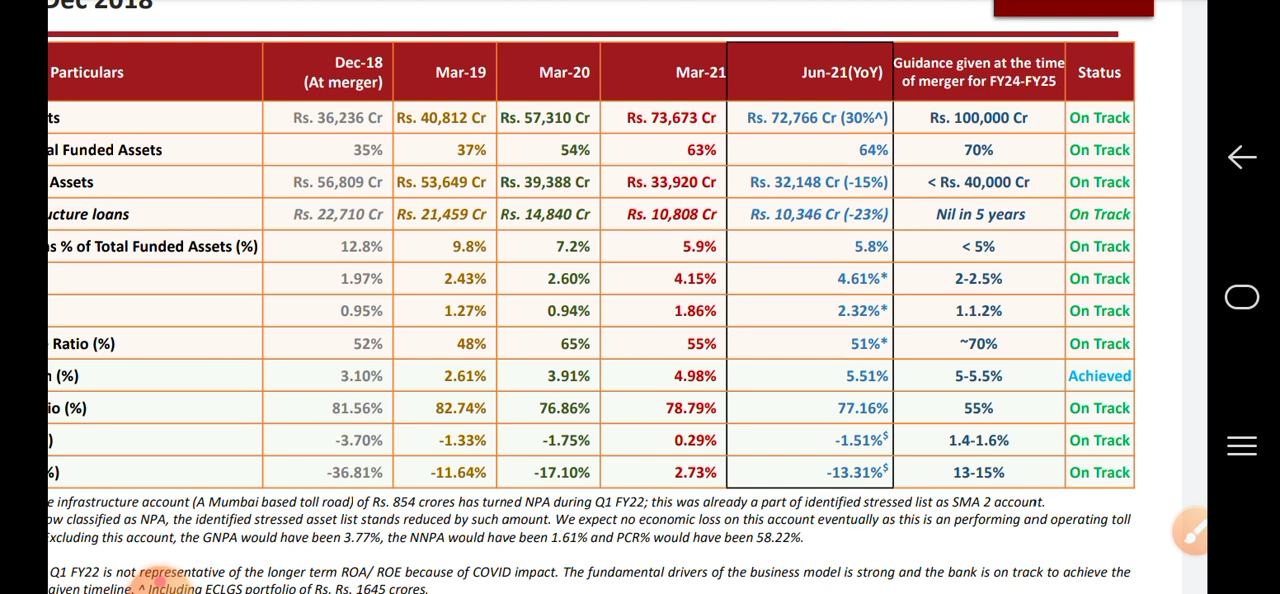 Dec 2018
Particulars Dec-18 (At merger) Mar-19 Mar-20 Mar-21 Jun-21(YoY) Guidance given at the time of merger for FY24-FY25 Status
ts Rs. 36,236 Cr Rs. 40,812 Cr Rs. 57,310 Cr Rs. 73,673 Cr Rs. 72,766 Cr (30%^) Rs. 100,000 Cr On Track
al Funded Assets 35% 37% 54% 63% 64% 70% On Track
Assets Rs. 56,809 Cr Rs. 53,649 Cr Rs. 39,388 Cr Rs. 33,920 Cr Rs. 32,148 Cr (-15%) < Rs. 40,000 Cr On Track
ucture loans Rs. 22,710 Cr Rs. 21,459 Cr Rs. 14,840 Cr Rs. 10,808 Cr Rs. 10,346 Cr (-23%) Nil in 5 years On Track
s % of Total Funded Assets (%) 12.8% 9.8% 7.2% 5.9% 5.8% < 5% On Track
1.97% 2.43% 2.60% 4.15% 4.61%* 2-2.5% On Track
0.95% 1.27% 0.94% 1.86% 2.32%* 1.1.2% On Track
Ratio (%) 52% 48% 65% 55% 51%* ~70% On Track
(%) 3.10% 2.61% 3.91% 4.98% 5.51% 5-5.5% Achieved
io (%) 81.56% 82.74% 76.86% 78.79% 77.16% 55% On Track
) -3.70% -1.33% -1.75% 0.29% -1.51%$ 1.4-1.6% On Track
%) -36.81% -11.64% -17.10% 2.73% -13.31%$ 13-15% On Track
e infrastructure account (A Mumbai based toll road) of Rs. 854 crores has turned NPA during Q1 FY22; this was already a part of identified stressed list as SMA 2 account.
ow classified as NPA, the identified stressed asset list stands reduced by such amount. We expect no economic loss on this account eventually as this is an performing and operating toll
Excluding this account, the GNPA would have been 3.77%, the NNPA would have been 1.61% and PCR% would have been 58.22%.
Q1 FY22 is not representative of the longer term ROA/ ROE because of COVID impact. The fundamental drivers of the business model is strong and the bank is on track to achieve the
given timeline. ^ Including ECLGS portfolio of Rs. Rs. 1645 crores.